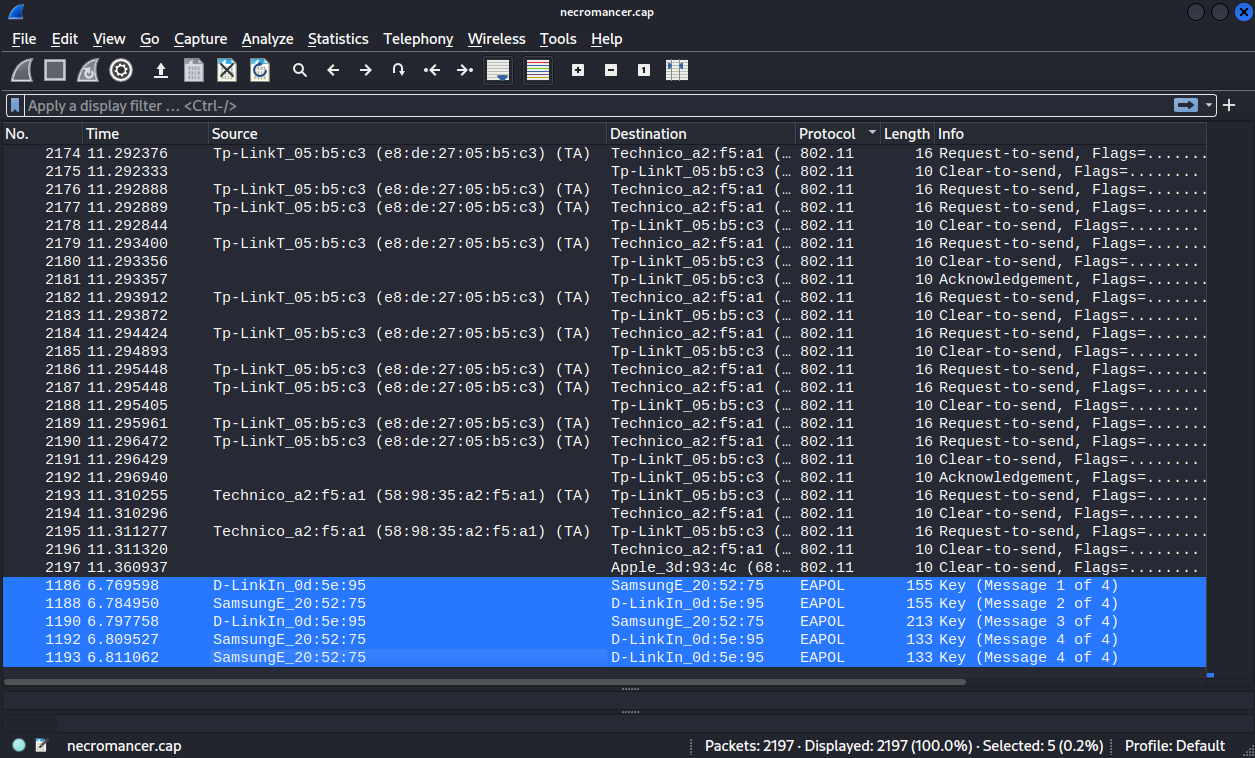 necromancer.cap
File Edit View Go Capture Analyze Statistics Telephony Wireless Tools Help
Apply a display filter … <Ctrl-/>
No. Time Source Destination Protocol Length Info
2174 11.292376 Tp-LinkT_05:b5:c3 (e8:de:27:05:b5:c3) (TA) Technico_a2:f5:a1 (… 802.11 16 Request-to-send, Flags=.......
2175 11.292333 Tp-LinkT_05:b5:c3 (… 802.11 10 Clear-to-send, Flags=........
2176 11.292888 Tp-LinkT_05:b5:c3 (e8:de:27:05:b5:c3) (TA) Technico_a2:f5:a1 (… 802.11 16 Request-to-send, Flags=.......
2177 11.292889 Tp-LinkT_05:b5:c3 (e8:de:27:05:b5:c3) (TA) Technico_a2:f5:a1 (… 802.11 16 Request-to-send, Flags=.......
2178 11.292844 Tp-LinkT_05:b5:c3 (… 802.11 10 Clear-to-send, Flags=........
2179 11.293400 Tp-LinkT_05:b5:c3 (e8:de:27:05:b5:c3) (TA) Technico_a2:f5:a1 (… 802.11 16 Request-to-send, Flags=.......
2180 11.293356 Tp-LinkT_05:b5:c3 (… 802.11 10 Clear-to-send, Flags=........
2181 11.293357 Tp-LinkT_05:b5:c3 (… 802.11 10 Acknowledgement, Flags=......
2182 11.293912 Tp-LinkT_05:b5:c3 (e8:de:27:05:b5:c3) (TA) Technico_a2:f5:a1 (… 802.11 16 Request-to-send, Flags=.......
2183 11.293872 Tp-LinkT_05:b5:c3 (… 802.11 10 Clear-to-send, Flags=........
2184 11.294424 Tp-LinkT_05:b5:c3 (e8:de:27:05:b5:c3) (TA) Technico_a2:f5:a1 (… 802.11 16 Request-to-send, Flags=.......
2185 11.294893 Tp-LinkT_05:b5:c3 (… 802.11 10 Clear-to-send, Flags=........
2186 11.295448 Tp-LinkT_05:b5:c3 (e8:de:27:05:b5:c3) (TA) Technico_a2:f5:a1 (… 802.11 16 Request-to-send, Flags=.......
2187 11.295448 Tp-LinkT_05:b5:c3 (e8:de:27:05:b5:c3) (TA) Technico_a2:f5:a1 (… 802.11 16 Request-to-send, Flags=.......
2188 11.295405 Tp-LinkT_05:b5:c3 (… 802.11 10 Clear-to-send, Flags=........
2189 11.295961 Tp-LinkT_05:b5:c3 (e8:de:27:05:b5:c3) (TA) Technico_a2:f5:a1 (… 802.11 16 Request-to-send, Flags=.......
2190 11.296472 Tp-LinkT_05:b5:c3 (e8:de:27:05:b5:c3) (TA) Technico_a2:f5:a1 (… 802.11 16 Request-to-send, Flags=.......
2191 11.296429 Tp-LinkT_05:b5:c3 (… 802.11 10 Clear-to-send, Flags=........
2192 11.296940 Tp-LinkT_05:b5:c3 (… 802.11 10 Acknowledgement, Flags=......
2193 11.310255 Technico_a2:f5:a1 (58:98:35:a2:f5:a1) (TA) Tp-LinkT_05:b5:c3 (… 802.11 16 Request-to-send, Flags=.......
2194 11.310296 Technico_a2:f5:a1 (… 802.11 10 Clear-to-send, Flags=........
2195 11.311277 Technico_a2:f5:a1 (58:98:35:a2:f5:a1) (TA) Tp-LinkT_05:b5:c3 (… 802.11 16 Request-to-send, Flags=.......
2196 11.311320 Technico_a2:f5:a1 (… 802.11 10 Clear-to-send, Flags=........
2197 11.360937 Apple_3d:93:4c (68:… 802.11 10 Clear-to-send, Flags=........
1186 6.769598 D-LinkIn_0d:5e:95 SamsungE_20:52:75 EAPOL 155 Key (Message 1 of 4)
1188 6.784950 SamsungE_20:52:75 D-LinkIn_0d:5e:95 EAPOL 155 Key (Message 2 of 4)
1190 6.797758 D-LinkIn_0d:5e:95 SamsungE_20:52:75 EAPOL 213 Key (Message 3 of 4)
1192 6.809527 SamsungE_20:52:75 D-LinkIn_0d:5e:95 EAPOL 133 Key (Message 4 of 4)
1193 6.811062 SamsungE_20:52:75 D-LinkIn_0d:5e:95 EAPOL 133 Key (Message 4 of 4)
necromancer.cap Packets: 2197 · Displayed: 2197 (100.0%) · Selected: 5 (0.2%) Profile: Default